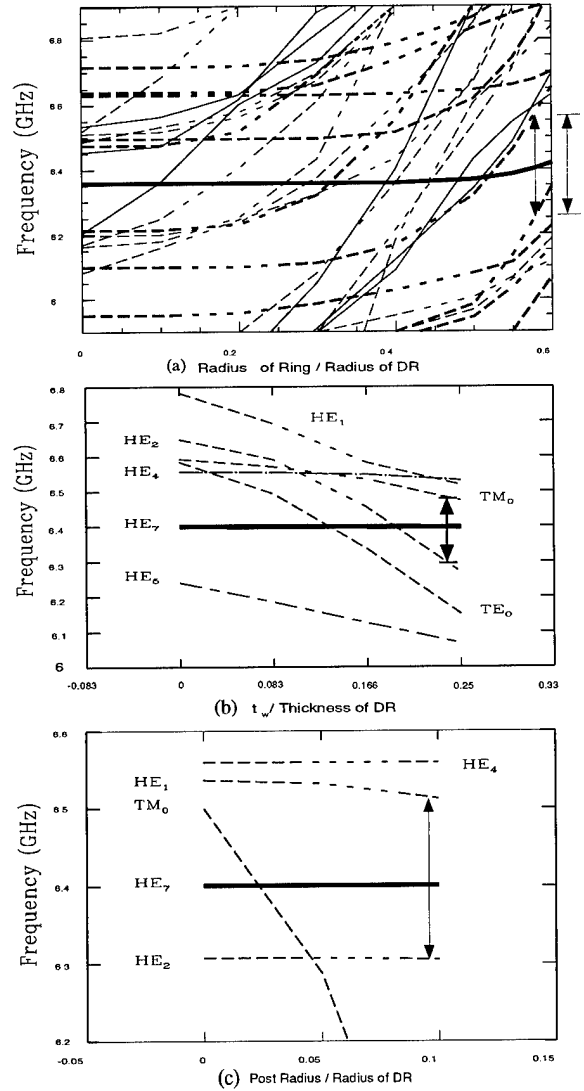 6.8
6.6
6.4
6.2
6
Frequency (GHz)
0
0.2
0.4
0.6
(a) Radius of Ring / Radius of DR
6.8
6.7
6.6
6.5
6.4
6.3
6.2
6.1
6
Frequency (GHz)
HE1
HE2
HE4
HE7
HE5
TM0
TE0
-0.083
0
0.083
0.166
0.25
0.33
(b) t w / Thickness of DR
6.6
6.5
6.4
6.3
6.2
Frequency (GHz)
HE4
HE1
TM0
HE7
HE2
-0.05
0
0.05
0.1
0.15
(c) Post Radius / Radius of DR